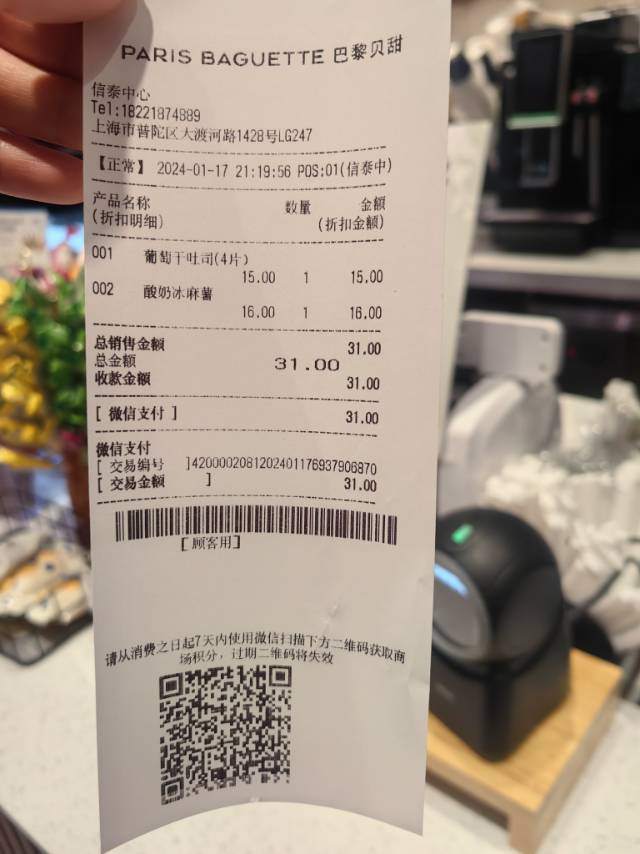 PARIS BAGUETTE 巴黎贝甜
信泰中心
Tel:18221874889
上海市普陀区大渡河路1428号LG247
【正常】 2024-01-17 21:19:56 POS:01(信泰中)
产品名称 数量 金额
(折扣明细) (折扣金额)
001 葡萄干吐司(4片)
15.00 1 15.00
002 酸奶冰麻薯
16.00 1 16.00
总销售金额 31.00
总金额 31.00
收款金额 31.00
[ 微信支付 ] 31.00
微信支付
[ 交易编号 ]4200002081202401176937906870
[ 交易金额 ] 31.00
[顾客用]
请从消费之日起7天内使用微信扫描下方二维码获取商
场积分，过期二维码将失效